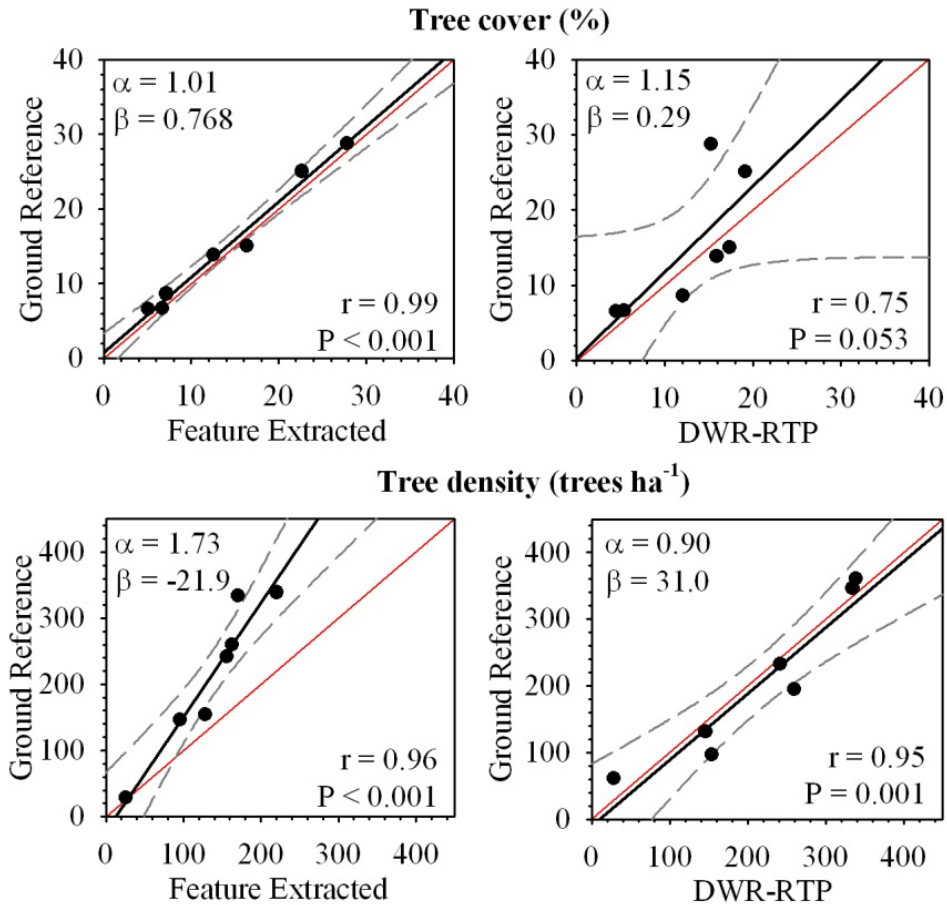 Tree cover (%)
α = 1.01
β = 0.768
r = 0.99
P < 0.001
Ground Reference
40
30
20
10
0
0 10 20 30 40
Feature Extracted
α = 1.15
β = 0.29
r = 0.75
P = 0.053
Ground Reference
40
30
20
10
0
0 10 20 30 40
DWR-RTP
Tree density (trees ha⁻¹)
α = 1.73
β = -21.9
r = 0.96
P < 0.001
Ground Reference
400
300
200
100
0
0 100 200 300 400
Feature Extracted
α = 0.90
β = 31.0
r = 0.95
P = 0.001
Ground Reference
400
300
200
100
0
0 100 200 300 400
DWR-RTP